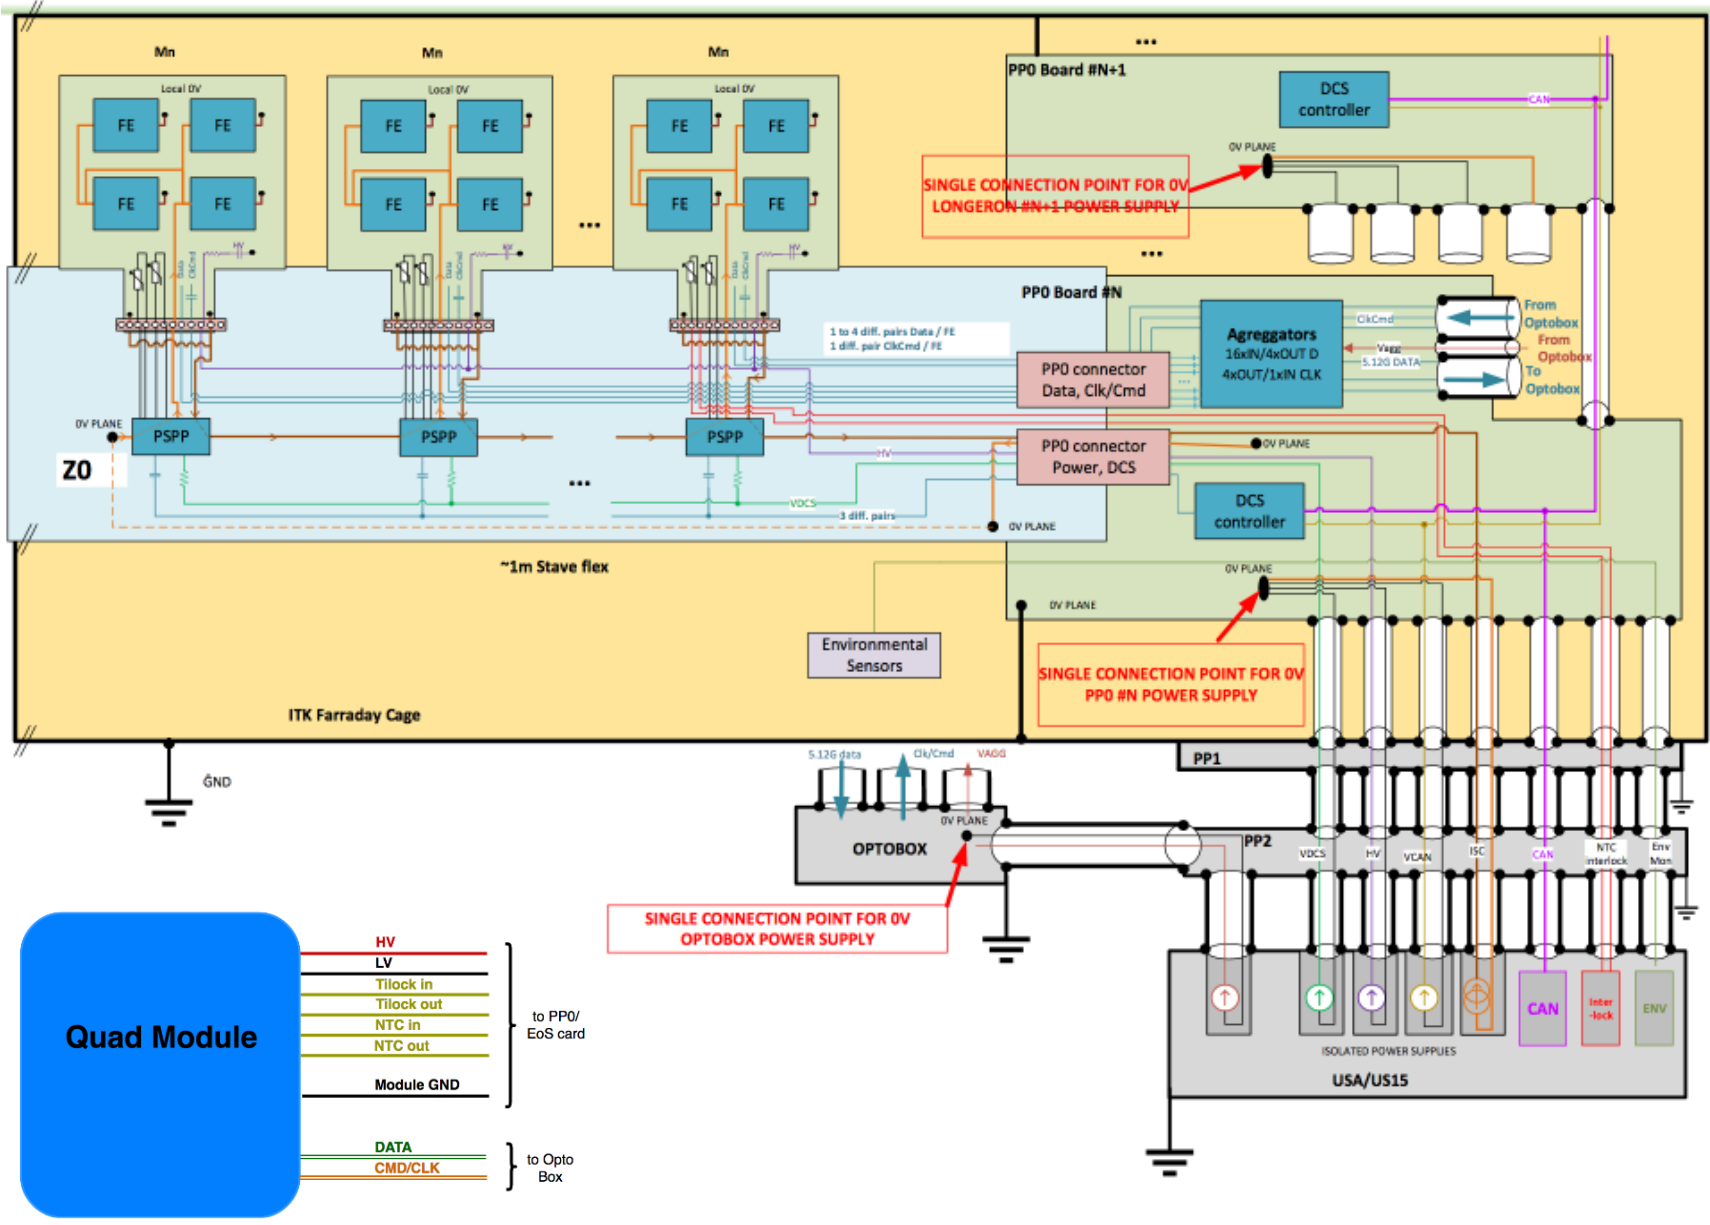 Mn
Mn
Mn
...
PP0 Board #N+1
Local 0V
Local 0V
Local 0V
DCS
controller
CAN
FE
FE
FE
FE
FE
FE
0V PLANE
SINGLE CONNECTION POINT FOR 0V
LONGERON #N+1 POWER SUPPLY
FE
FE
FE
FE
FE
FE
...
...
HV
HV
HV
Data
ClkCmd
Data
ClkCmd
Data
ClkCmd
PP0 Board #N
1 to 4 diff. pairs Data / FE
1 diff. pair ClkCmd / FE
Agreggators
16xIN/4xOUT D
4xOUT/1xIN CLK
ClkCmd
Vagg
5.12G DATA
From
Optobox
From
Optobox
To
Optobox
PP0 connector
Data, Clk/Cmd
...
0V PLANE
PSPP
PSPP
PSPP
PP0 connector
Power, DCS
0V PLANE
HV
Z0
...
VDCS
3 diff. pairs
0V PLANE
DCS
controller
~1m Stave flex
0V PLANE
0V PLANE
Environmental
Sensors
SINGLE CONNECTION POINT FOR 0V
PP0 #N POWER SUPPLY
ITK Farraday Cage
GND
5.12G data
Clk/Cmd
VAGG
PP1
0V PLANE
OPTOBOX
PP2
VDCS
HV
VCAN
ISC
CAN
NTC
interlock
Env
Mon
SINGLE CONNECTION POINT FOR 0V
OPTOBOX POWER SUPPLY
CAN
Inter
-lock
ENV
ISOLATED POWER SUPPLIES
USA/US15
Quad Module
HV
LV
Tilock in
Tilock out
NTC in
NTC out
Module GND
to PP0/
EoS card
DATA
CMD/CLK
to Opto
Box